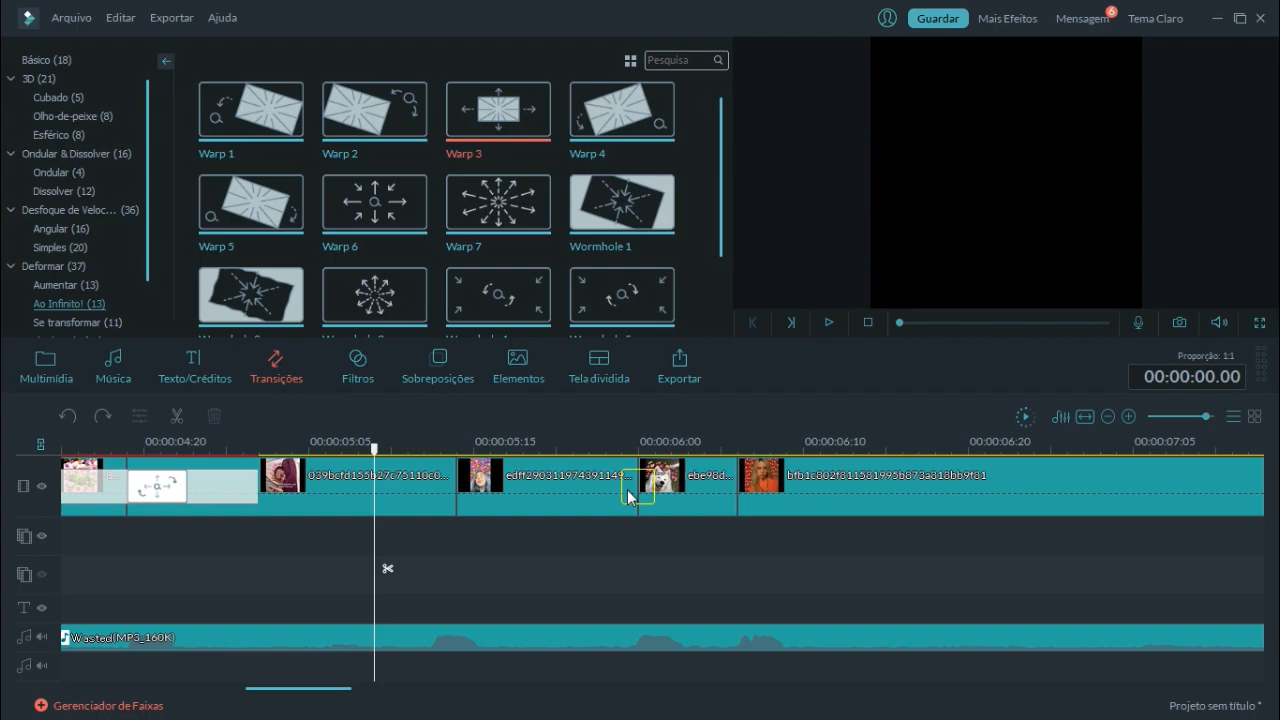 Arquivo Editar Exportar Ajuda
Guardar Mais Efeitos Mensagem 6 Tema Claro
Básico (18)
3D (21)
Cubado (5)
Olho-de-peixe (8)
Esférico (8)
Ondular & Dissolver (16)
Ondular (4)
Dissolver (12)
Desfoque de Veloc... (36)
Angular (16)
Simples (20)
Deformar (37)
Aumentar (13)
Ao Infinito! (13)
Se transformar (11)
Pesquisa
Warp 1 Warp 2 Warp 3 Warp 4
Warp 5 Warp 6 Warp 7 Wormhole 1
Multimídia Música Texto/Créditos Transições Filtros Sobreposições Elementos Tela dividida Exportar
Proporção: 1:1
00:00:00.00
00:00:04:20 00:00:05:05 00:00:05:15 00:00:06:00 00:00:06:10 00:00:06:20 00:00:07:05
039bcfd155b27c75110c0... edff290311974391149... ebe98d... bfb1c802f811581995b873a818bb9f81
Wasted(MP3_160K)
Gerenciador de Faixas
Projeto sem título *